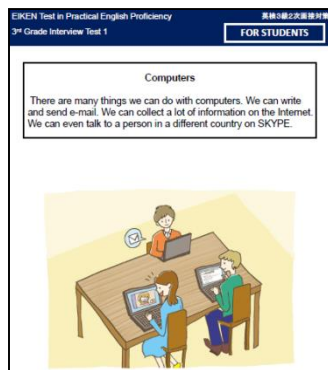 EIKEN Test in Practical English Proficiency
英検3級2次面接対策
3rd Grade Interview Test 1
FOR STUDENTS
Computers
There are many things we can do with computers. We can write
and send e-mail. We can collect a lot of information on the Internet.
We can even talk to a person in a different country on SKYPE.